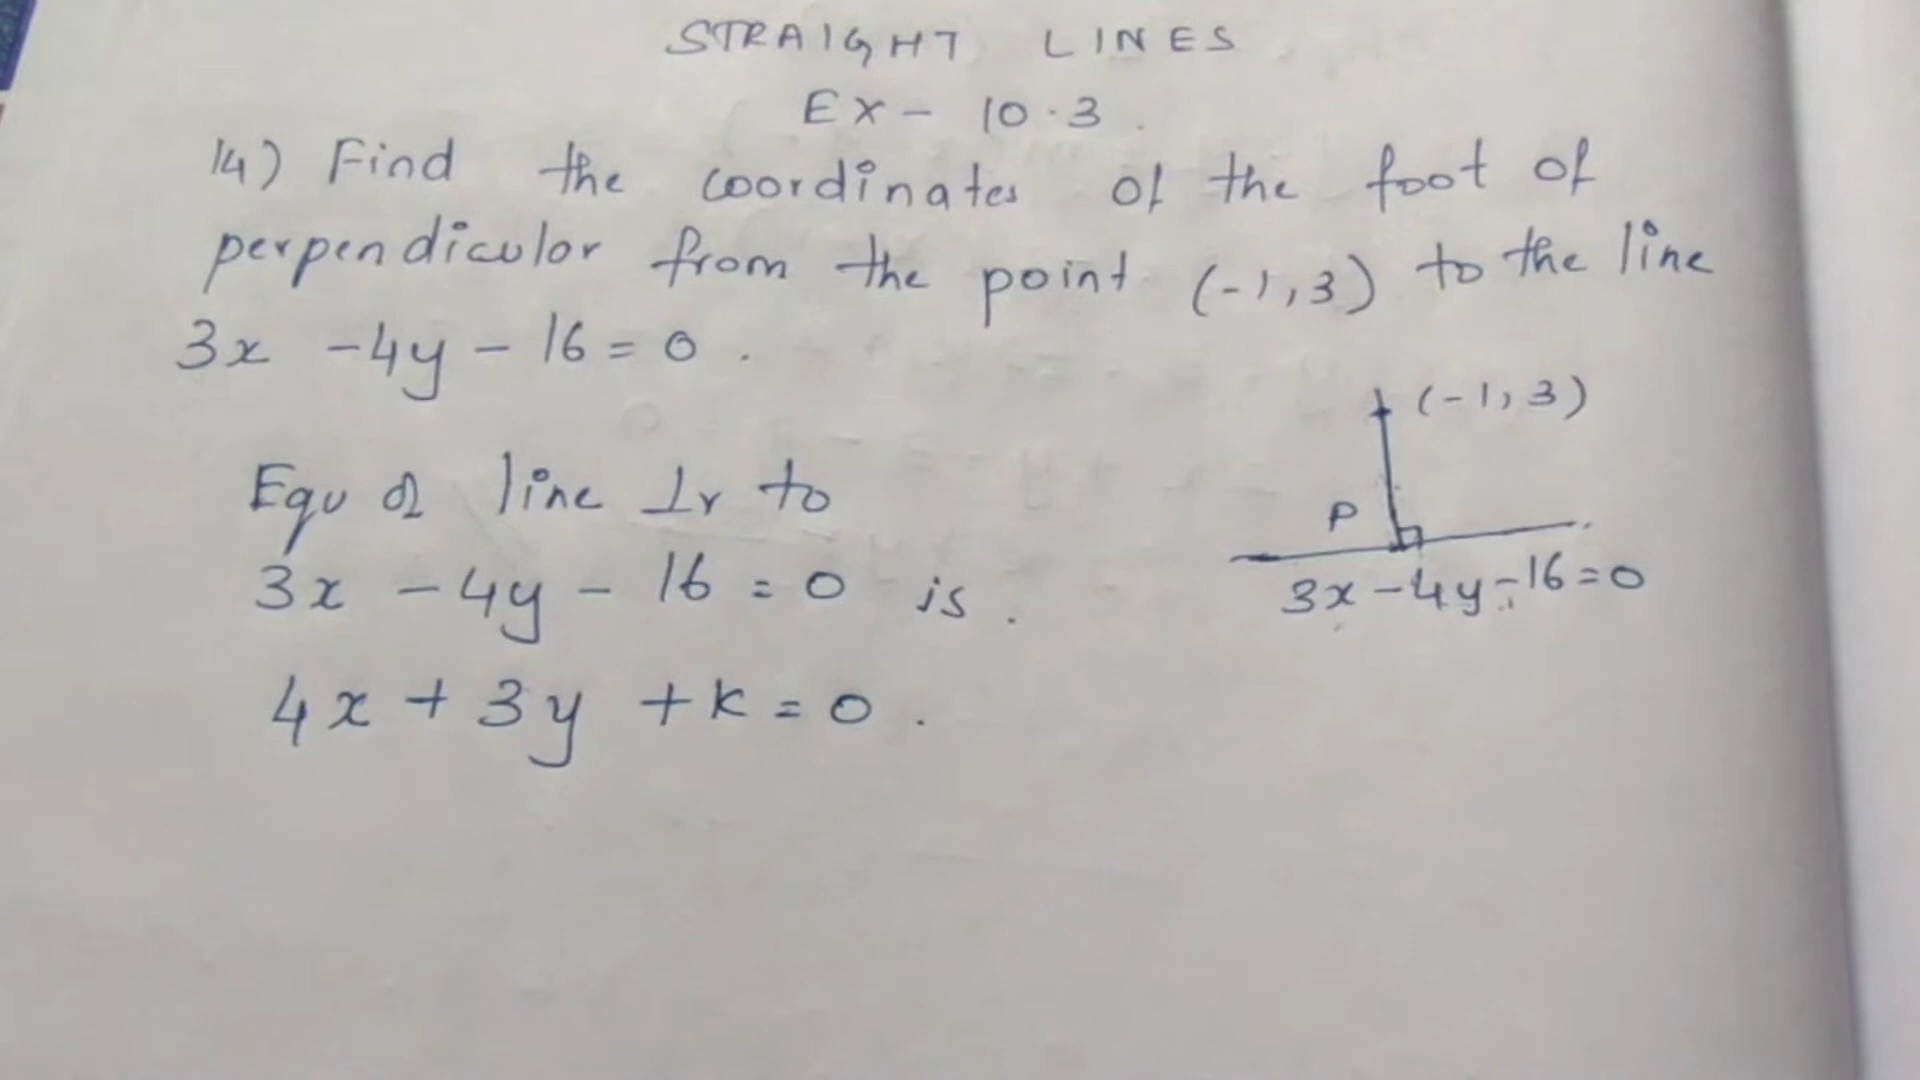 STRAIGHT LINES
EX - 10.3
14) Find the coordinates of the foot of
perpendiculor from the point (-1,3) to the line
3x - 4y - 16 = 0 .
(-1,3)
Equ of line ⊥r to
P
3x - 4y - 16 = 0 is .
3x - 4y - 16 = 0
4x + 3y + k = 0 .